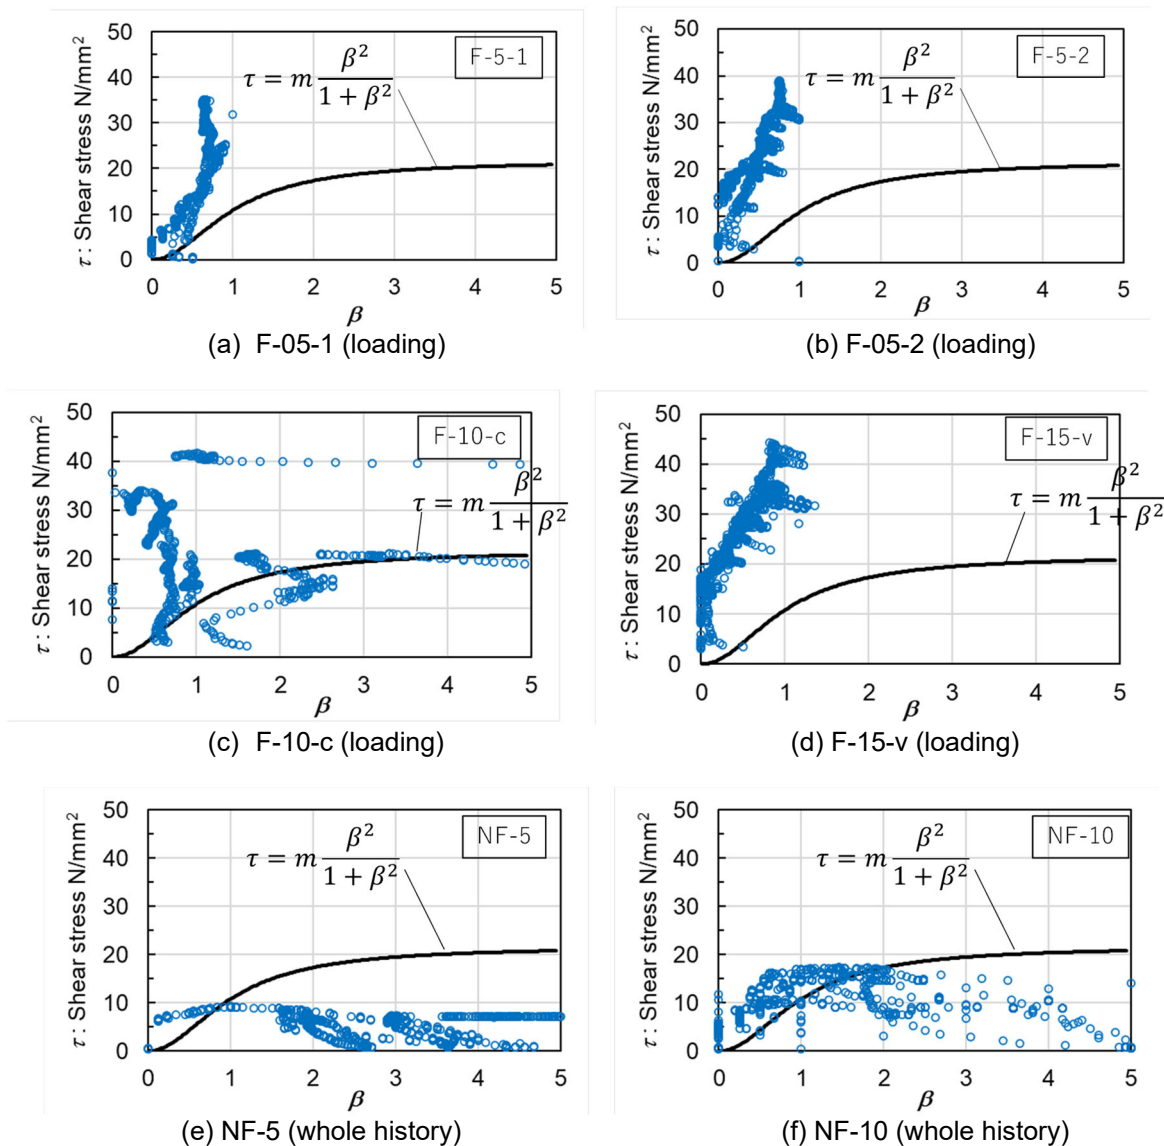 50
40
30
20
10
0
τ : Shear stress N/mm²
F-5-1
τ = m β²/(1 + β²)
0 1 2 3 4 5
β
(a) F-05-1 (loading)
50
40
30
20
10
0
τ : Shear stress N/mm²
F-5-2
τ = m β²/(1 + β²)
0 1 2 3 4 5
β
(b) F-05-2 (loading)
50
40
30
20
10
0
τ : Shear stress N/mm²
F-10-c
τ = m β²/(1 + β²)
0 1 2 3 4 5
β
(c) F-10-c (loading)
50
40
30
20
10
0
τ : Shear stress N/mm²
F-15-v
τ = m β²/(1 + β²)
0 1 2 3 4 5
β
(d) F-15-v (loading)
50
40
30
20
10
0
τ : Shear stress N/mm²
NF-5
τ = m β²/(1 + β²)
0 1 2 3 4 5
β
(e) NF-5 (whole history)
50
40
30
20
10
0
τ : Shear stress N/mm²
NF-10
τ = m β²/(1 + β²)
0 1 2 3 4 5
β
(f) NF-10 (whole history)